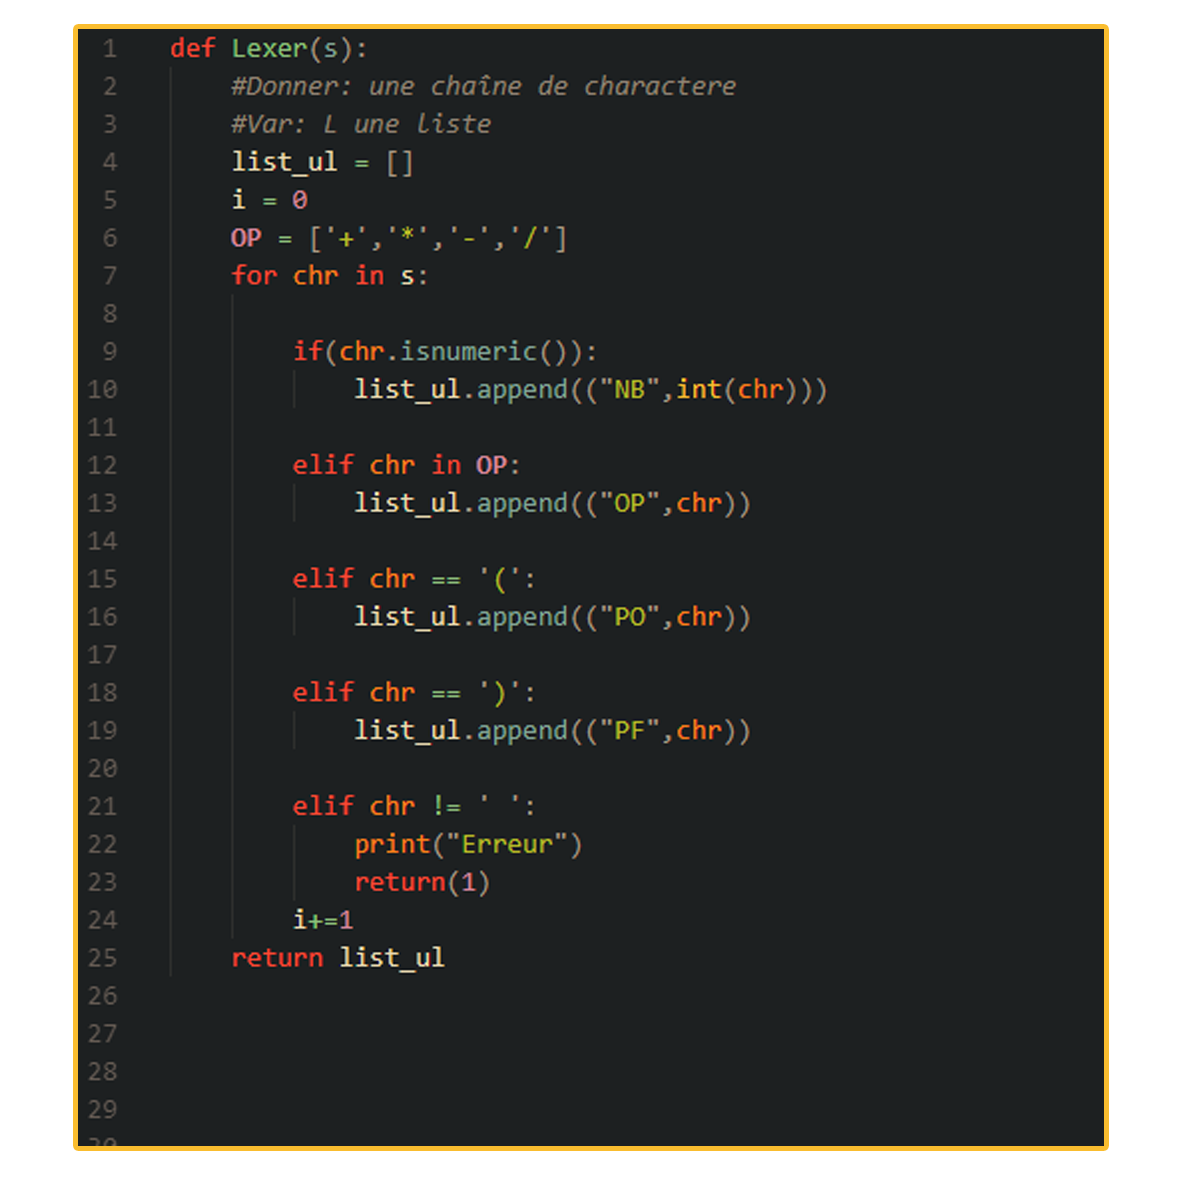 1 def Lexer(s):
2 #Donner: une chaîne de charactere
3 #Var: L une liste
4 list_ul = []
5 i = 0
6 OP = ['+','*','-','/']
7 for chr in s:
8
9 if(chr.isnumeric()):
10 list_ul.append(("NB",int(chr)))
11
12 elif chr in OP:
13 list_ul.append(("OP",chr))
14
15 elif chr == '(':
16 list_ul.append(("PO",chr))
17
18 elif chr == ')':
19 list_ul.append(("PF",chr))
20
21 elif chr != ' ':
22 print("Erreur")
23 return(1)
24 i+=1
25 return list_ul
26
27
28
29
30